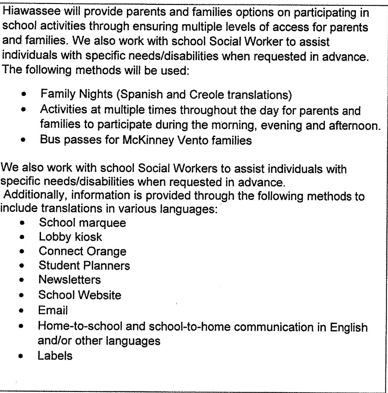 Hiawassee will provide parents and families options on participating in
school activities through ensuring multiple levels of access for parents
and families. We also work with school Social Worker to assist
individuals with specific needs/disabilities when requested in advance.
The following methods will be used:
• Family Nights (Spanish and Creole translations)
• Activities at multiple times throughout the day for parents and
families to participate during the morning, evening and afternoon.
• Bus passes for McKinney Vento families
We also work with school Social Workers to assist individuals with
specific needs/disabilities when requested in advance.
Additionally, information is provided through the following methods to
include translations in various languages:
• School marquee
• Lobby kiosk
• Connect Orange
• Student Planners
• Newsletters
• School Website
• Email
• Home-to-school and school-to-home communication in English
and/or other languages
• Labels